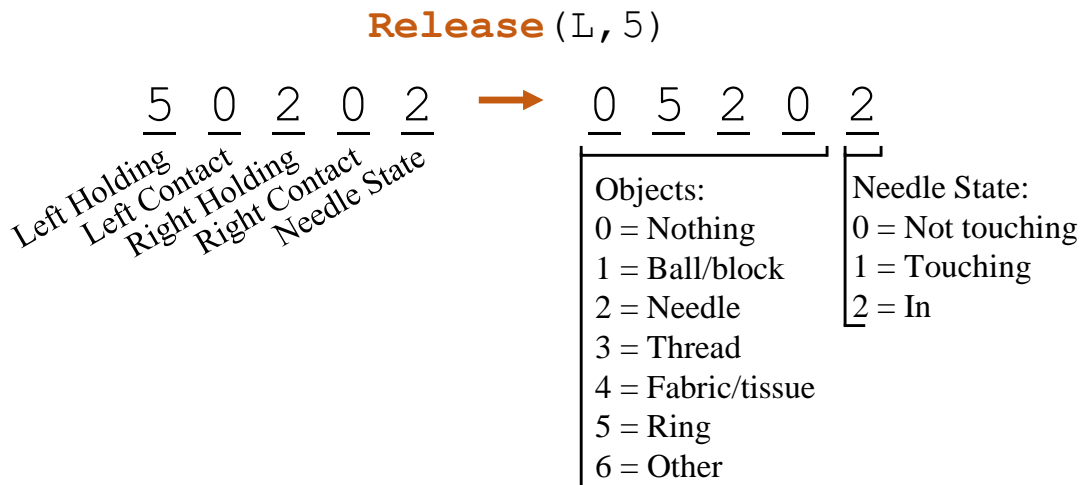 Release(L,5)
5 0 2 0 2
0 5 2 0 2
Left Holding
Left Contact
Right Holding
Right Contact
Needle State
Objects:
0 = Nothing
1 = Ball/block
2 = Needle
3 = Thread
4 = Fabric/tissue
5 = Ring
6 = Other
Needle State:
0 = Not touching
1 = Touching
2 = In